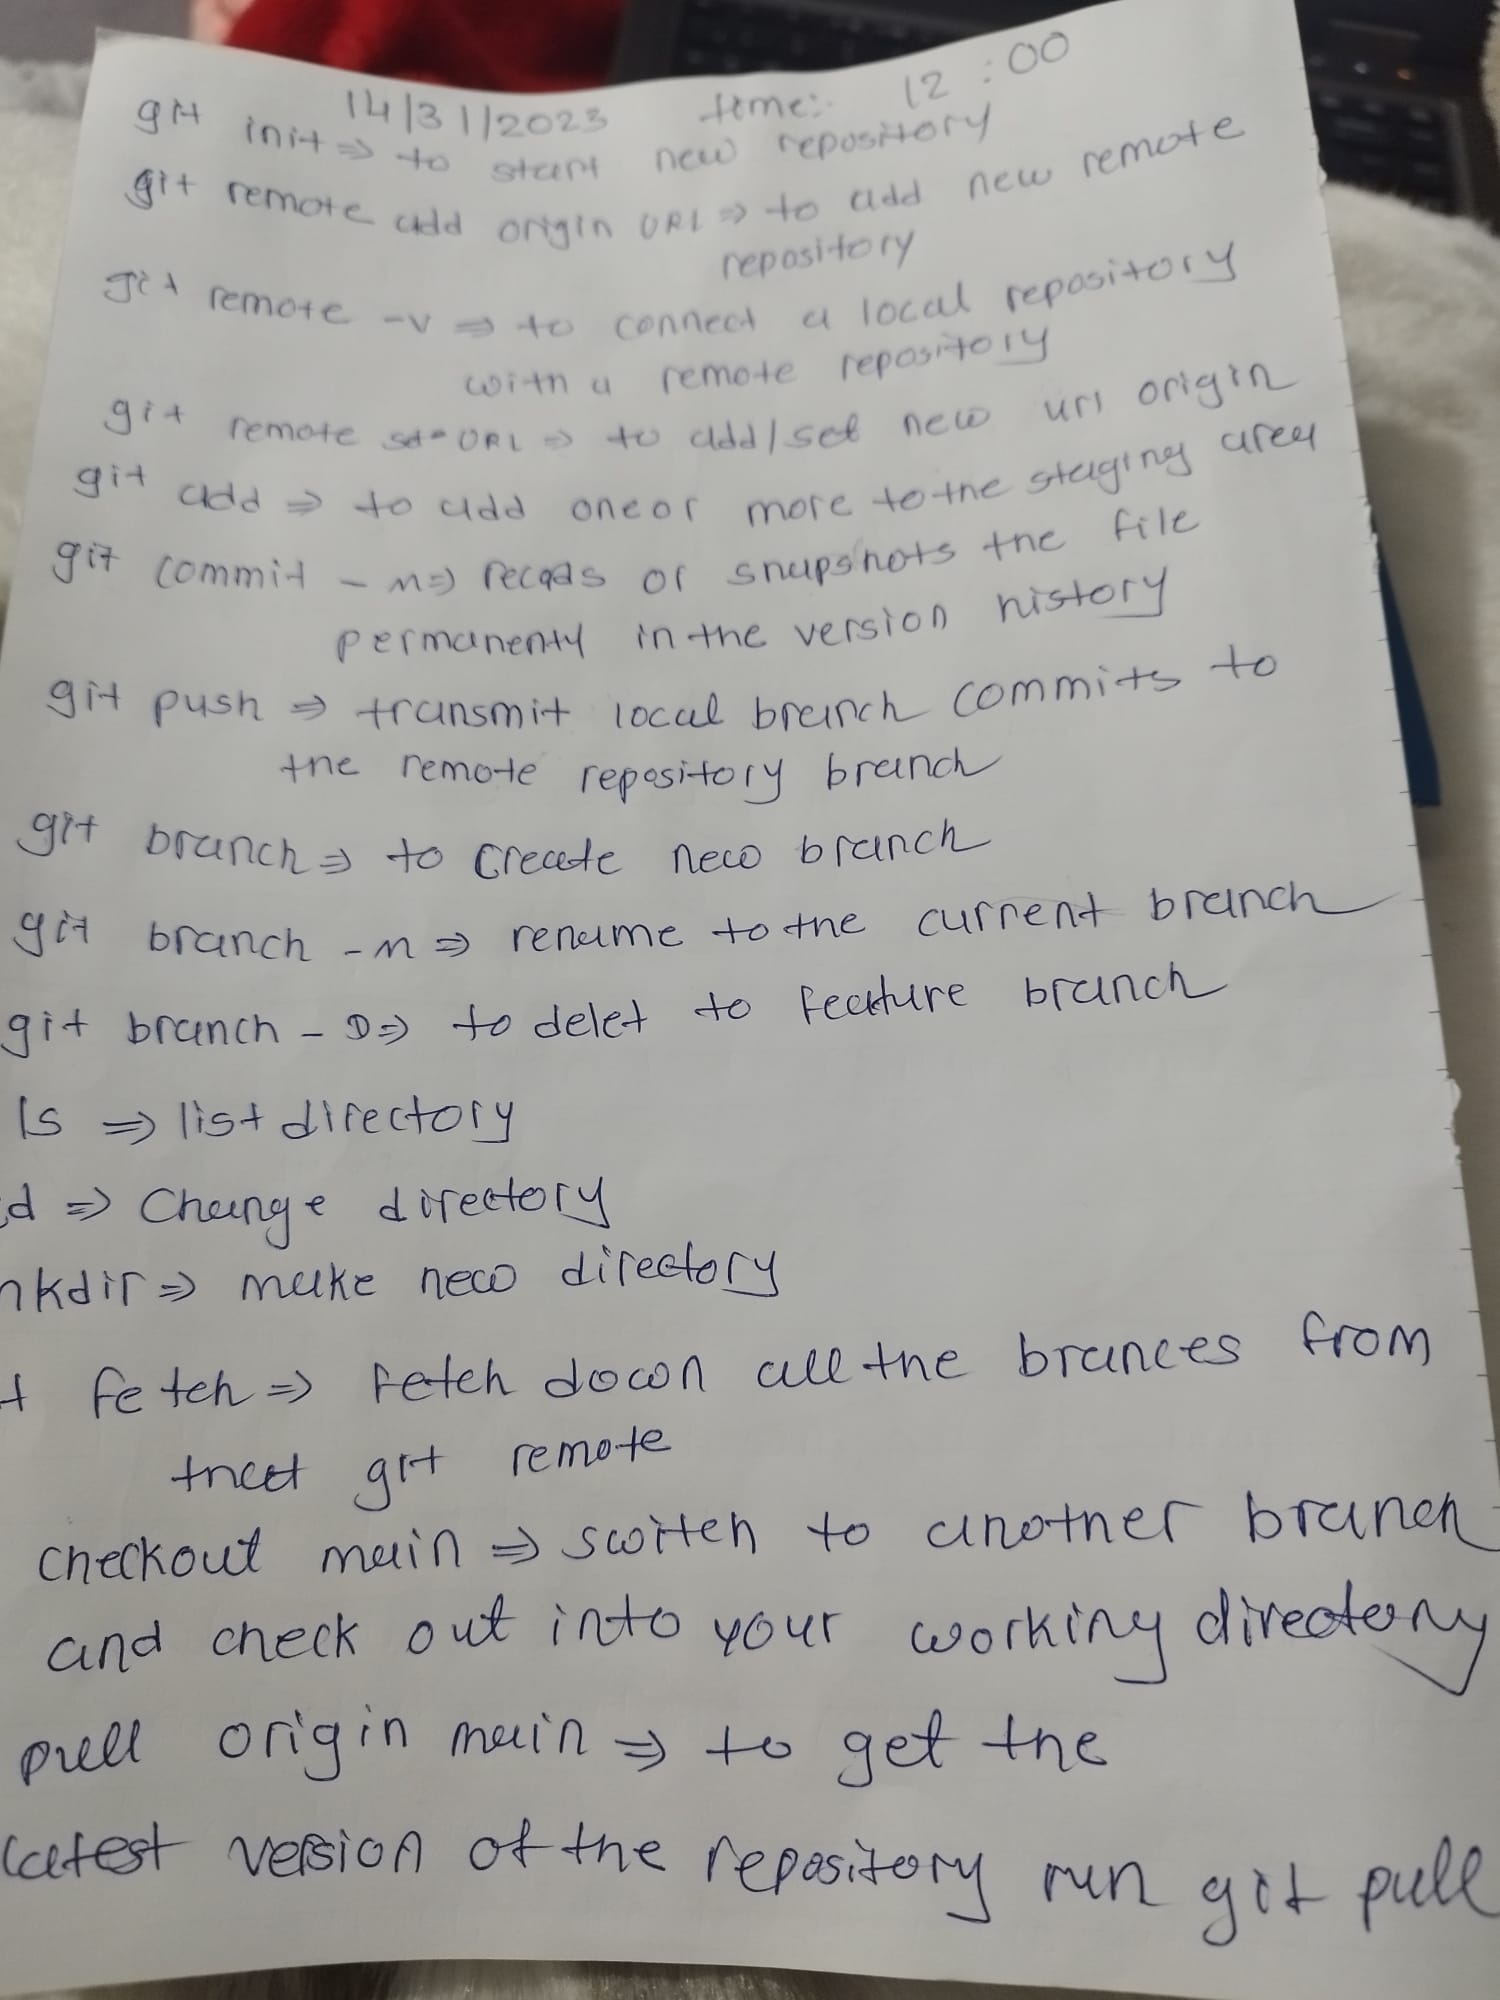 14/31/2023 time:- 12:00
git init => to start new repository
git remote add origin URL => to add new remote
repository
git remote -v => to connect a local repository
with a remote repository
git remote set-URL => to add/set new url origin
git add => to add one or more to the staging area
git commit -m => recods or snapshots the file
permanenty in the version history
git push => transmit local branch commits to
the remote repository branch
git branch => to create new branch
git branch -m => rename to the current branch
git branch -D => to delet to feature branch
ls => list directory
cd => Change directory
mkdir => make new directory
t fetch => fetch down all the brances from
that git remote
checkout main => switch to another branch
and check out into your working directory
pull origin main => to get the
latest version of the repository run git pull